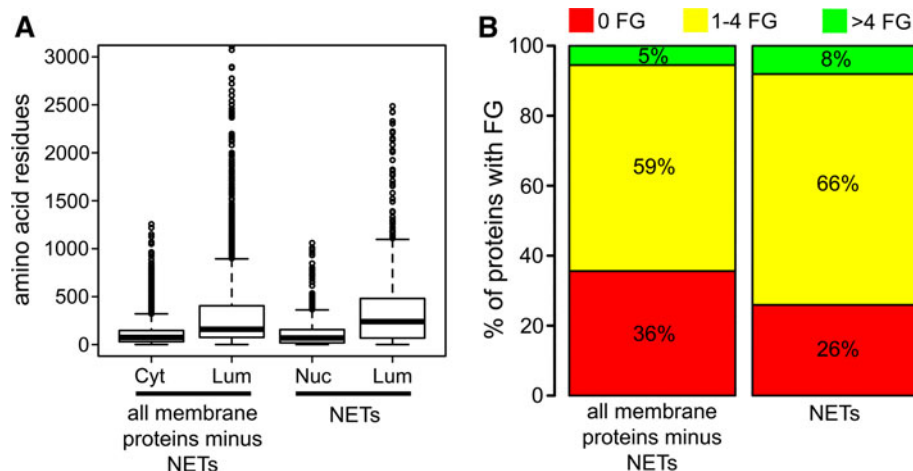 A
amino acid residues
3000
2500
2000
1500
1000
500
0
Cyt Lum Nuc Lum
all membrane
proteins minus
NETs
NETs
B
0 FG 1-4 FG >4 FG
% of proteins with FG
100
80
60
40
20
0
5%
59%
36%
8%
66%
26%
all membrane
proteins minus
NETs
NETs